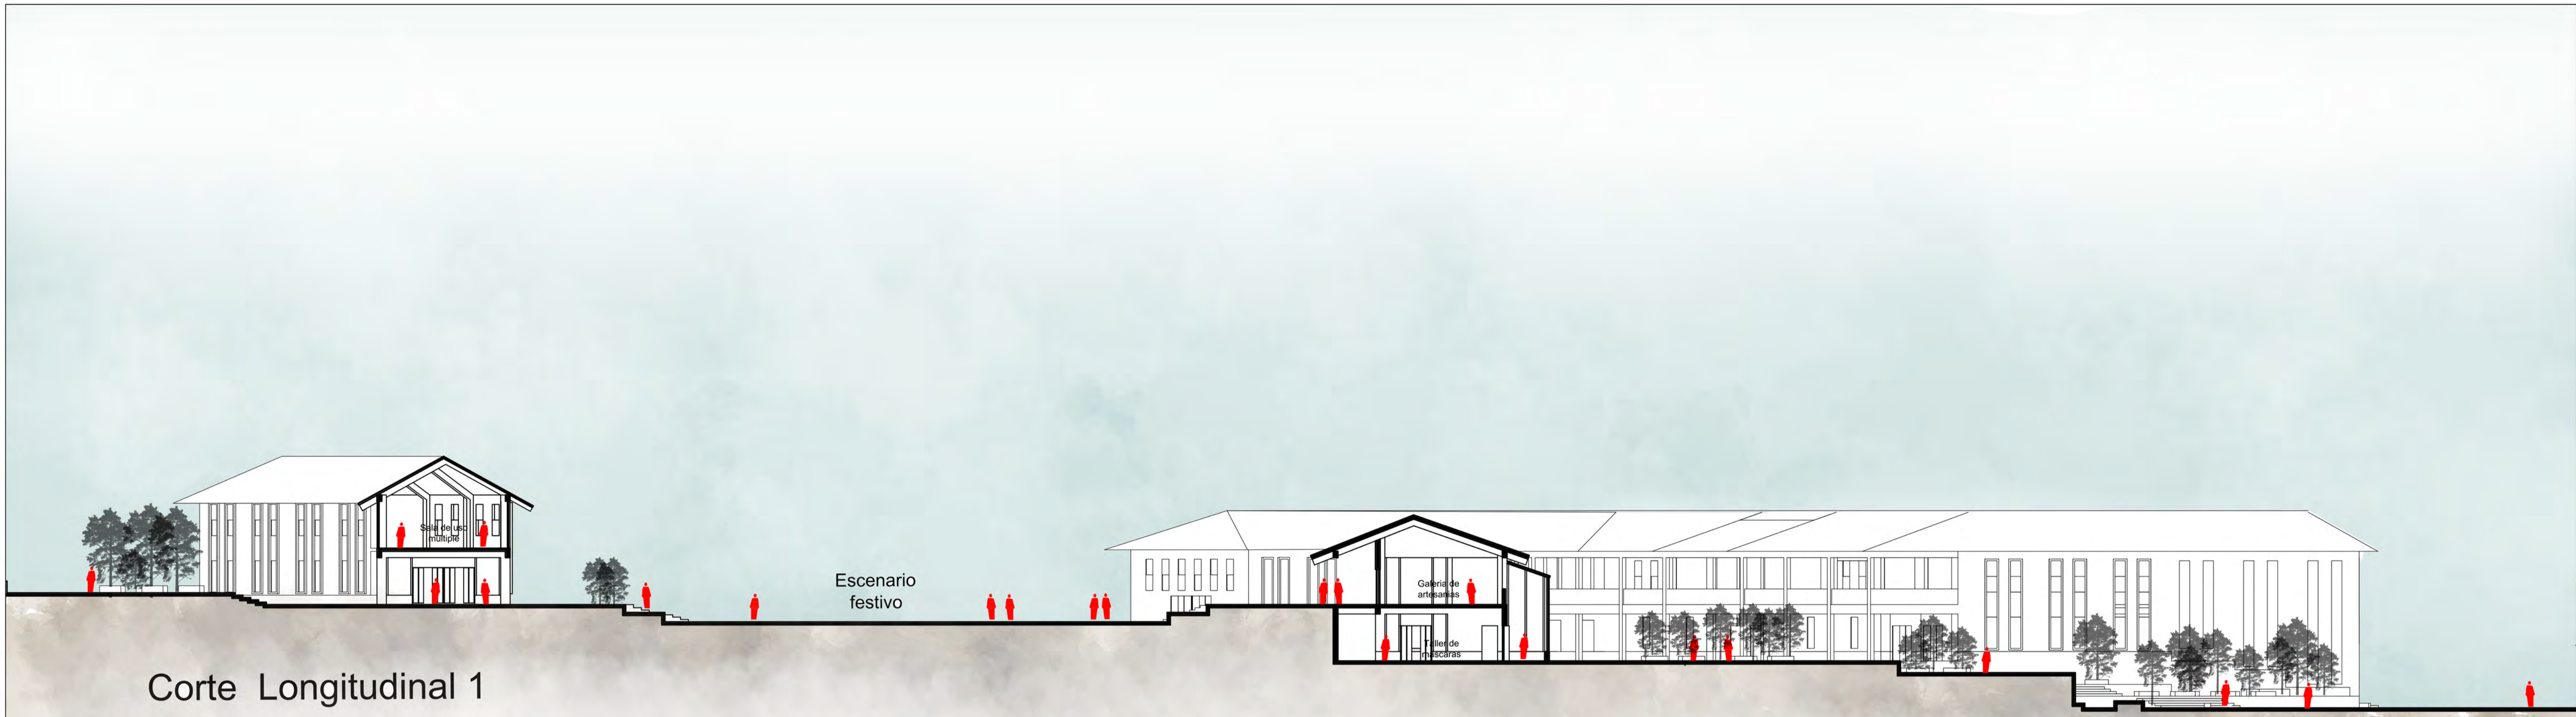 Sala de uso
múltiple
Escenario
festivo
Galería de
artesanías
Taller de
máscaras
Corte Longitudinal 1